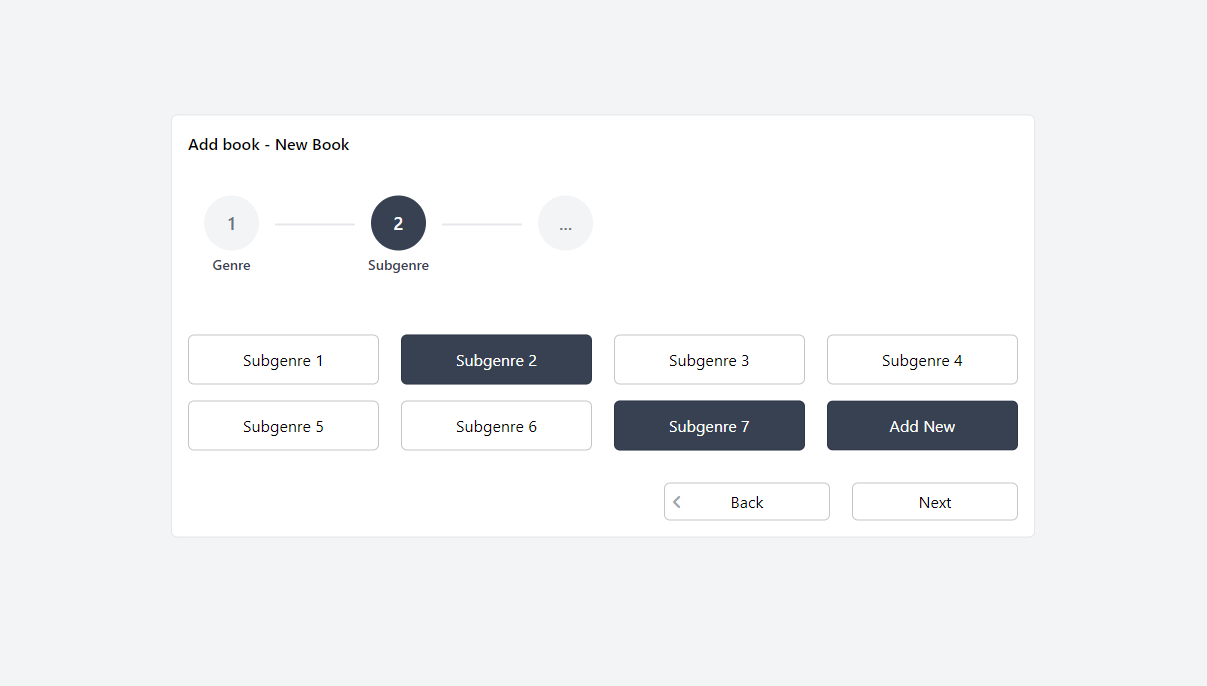 Add book - New Book
1
2
...
Genre
Subgenre
Subgenre 1
Subgenre 2
Subgenre 3
Subgenre 4
Subgenre 5
Subgenre 6
Subgenre 7
Add New
Back
Next